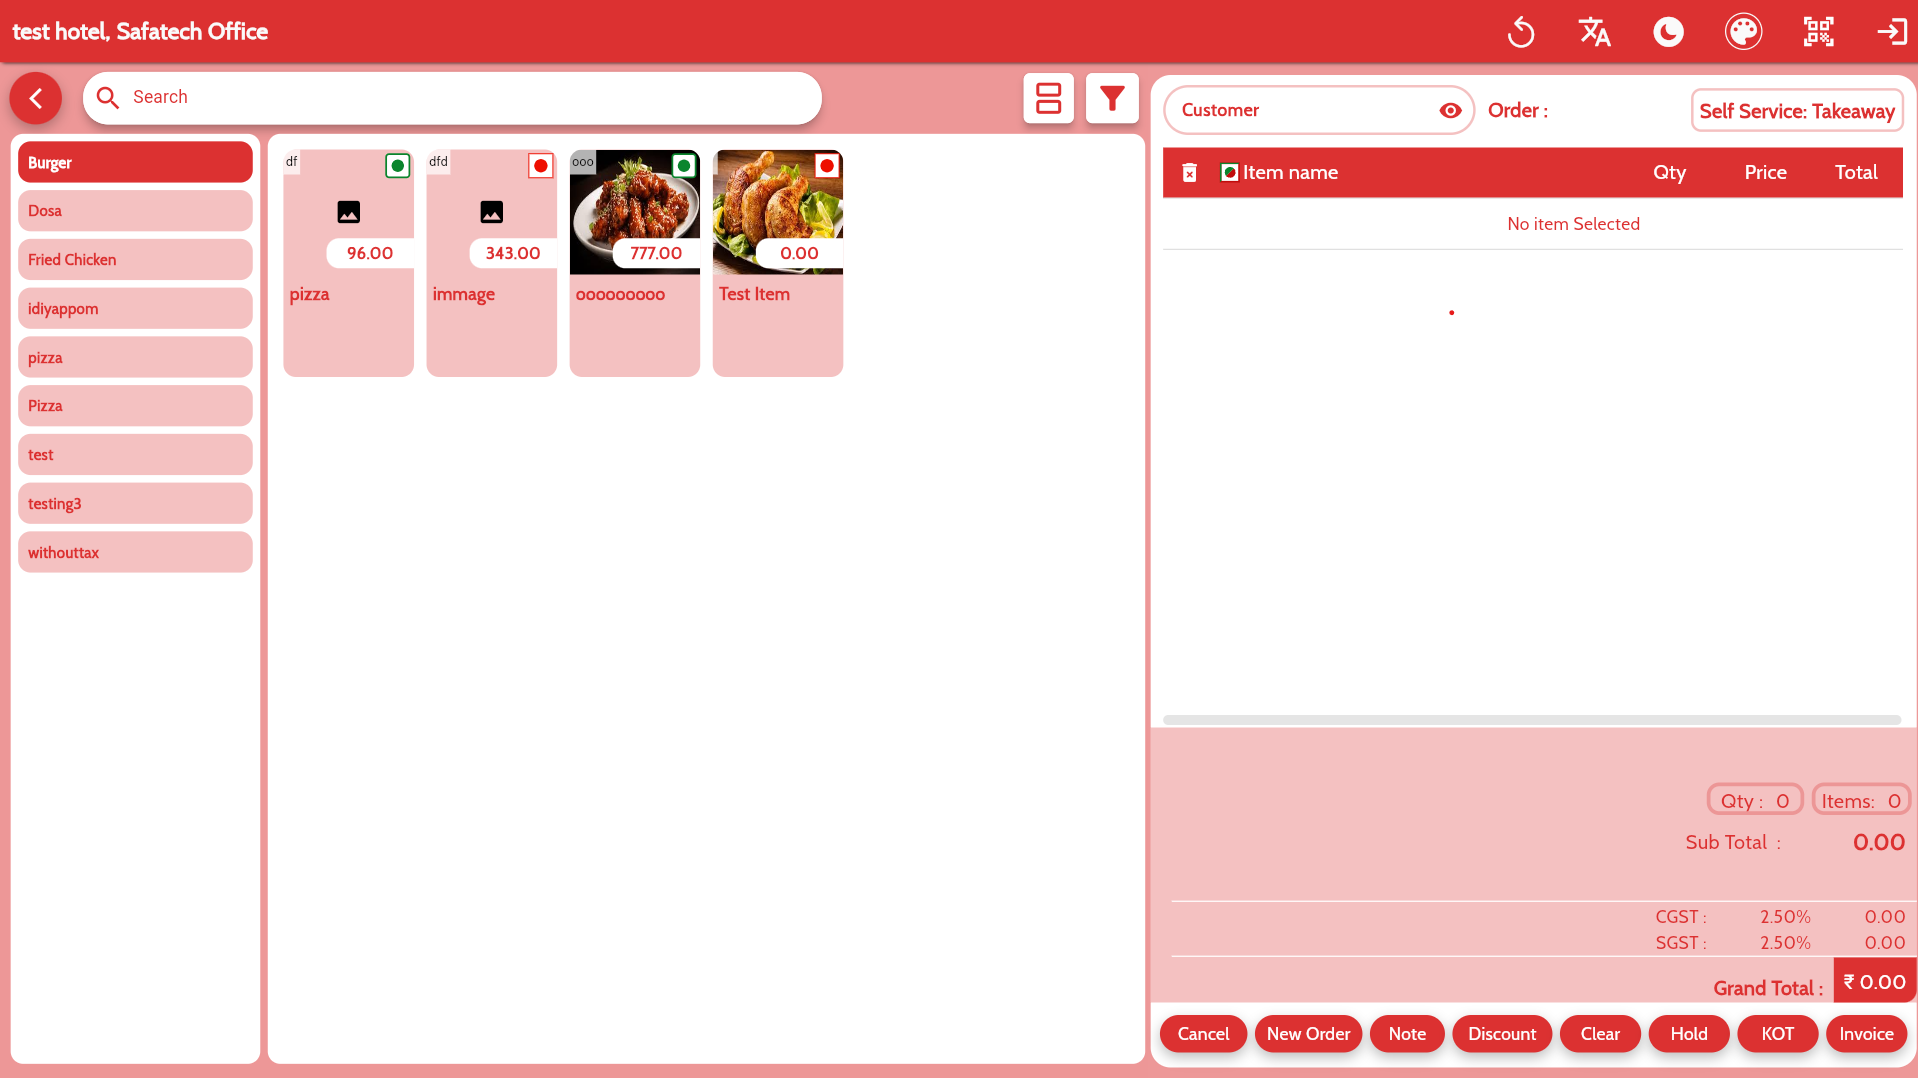 test hotel, Safatech Office
Search
Customer
Order :
Self Service: Takeaway
Burger
Dosa
Fried Chicken
idiyappom
pizza
Pizza
test
testing3
withouttax
df
96.00
pizza
dfd
343.00
immage
ooo
777.00
ooooooooo
0.00
Test Item
Item name Qty Price Total
No item Selected
Qty : 0 Items: 0
Sub Total : 0.00
CGST : 2.50% 0.00
SGST : 2.50% 0.00
Grand Total : ₹ 0.00
Cancel New Order Note Discount Clear Hold KOT Invoice